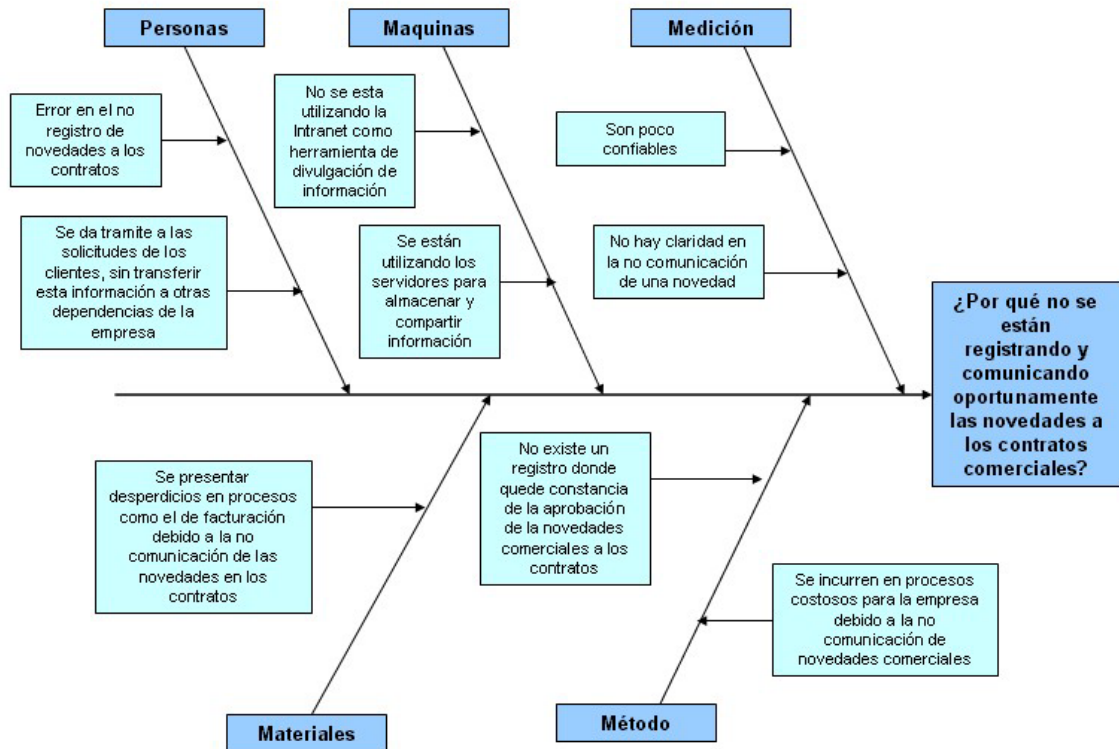 Personas
Maquinas
Medición
Error en el no
registro de
novedades a los
contratos
No se esta
utilizando la
Intranet como
herramienta de
divulgación de
información
Son poco
confiables
Se da tramite a las
solicitudes de los
clientes, sin transferir
esta información a otras
dependencias de la
empresa
Se están
utilizando los
servidores para
almacenar y
compartir
información
No hay claridad en
la no comunicación
de una novedad
¿Por qué no se
están
registrando y
comunicando
oportunamente
las novedades a
los contratos
comerciales?
Se presentar
desperdicios en procesos
como el de facturación
debido a la no
comunicación de las
novedades en los
contratos
No existe un
registro donde
quede constancia
de la aprobación
de la novedades
comerciales a los
contratos
Se incurren en procesos
costosos para la empresa
debido a la no
comunicación de
novedades comerciales
Materiales
Método